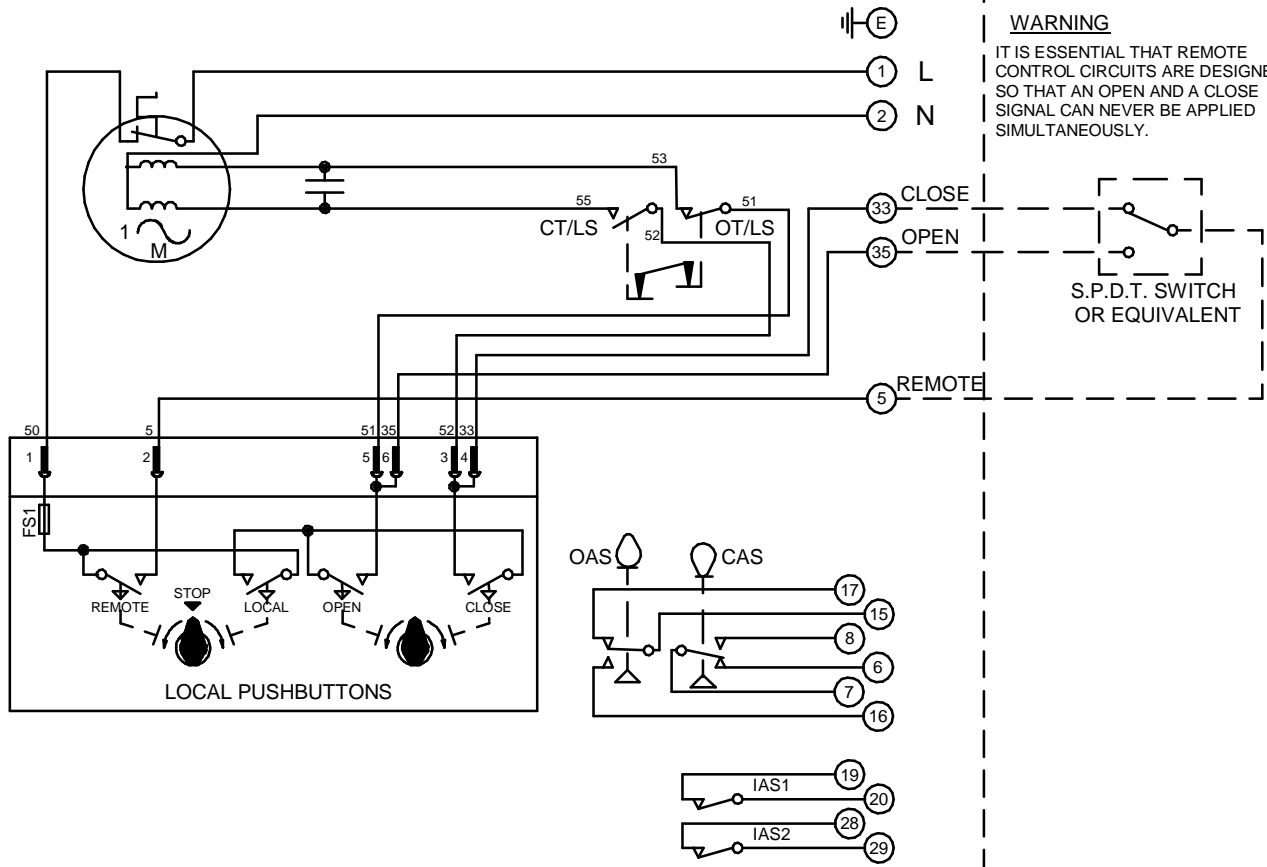 E
WARNING
IT IS ESSENTIAL THAT REMOTE
CONTROL CIRCUITS ARE DESIGNE
SO THAT AN OPEN AND A CLOSE
SIGNAL CAN NEVER BE APPLIED
SIMULTANEOUSLY.
1 L
2 N
53
55
51
CT/LS
52
OT/LS
1
M
33 CLOSE
35 OPEN
S.P.D.T. SWITCH
OR EQUIVALENT
5 REMOTE
50 5 51 35 52 33
1 2 5 6 3 4
FS1
REMOTE STOP LOCAL OPEN CLOSE
LOCAL PUSHBUTTONS
OAS CAS
17
15
8
6
7
16
19
IAS1
20
28
IAS2
29